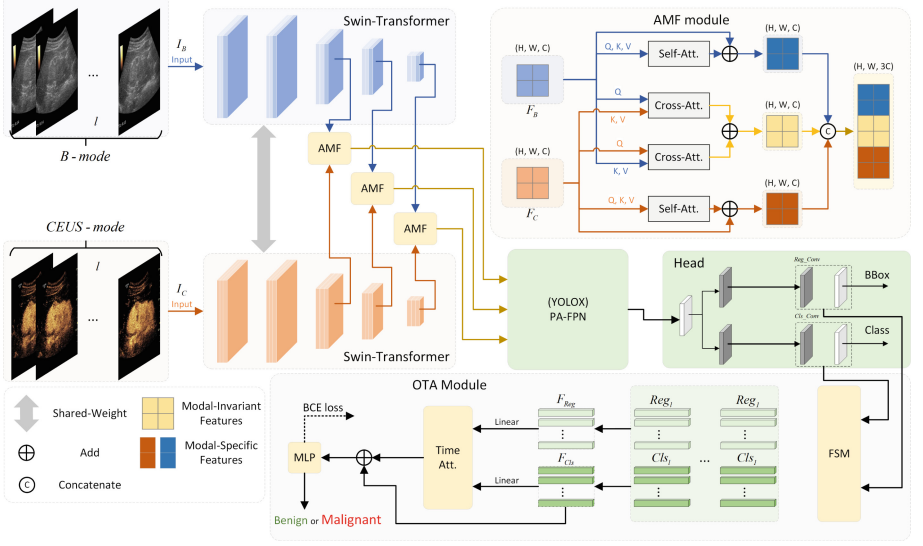 Swin-Transformer
I_B
Input
...
l
B - mode
AMF
AMF
AMF
CEUS - mode
l
I_C
Input
...
Swin-Transformer
AMF module
(H, W, C)
F_B
(H, W, C)
F_C
Q, K, V
Self-Att.
(H, W, C)
Q
K, V
Cross-Att.
(H, W, C)
Q
K, V
Cross-Att.
Q, K, V
Self-Att.
(H, W, C)
C
(H, W, 3C)
(YOLOX)
PA-FPN
Head
Reg_Conv
BBox
Cls_Conv
Class
Shared-Weight
Modal-Invariant
Features
Add
Modal-Specific
Features
C
Concatenate
OTA Module
BCE loss
MLP
Benign or Malignant
Time
Att.
Linear
Linear
F_Reg
F_Cls
Reg_1
Reg_l
Cls_1
...
Cls_l
FSM